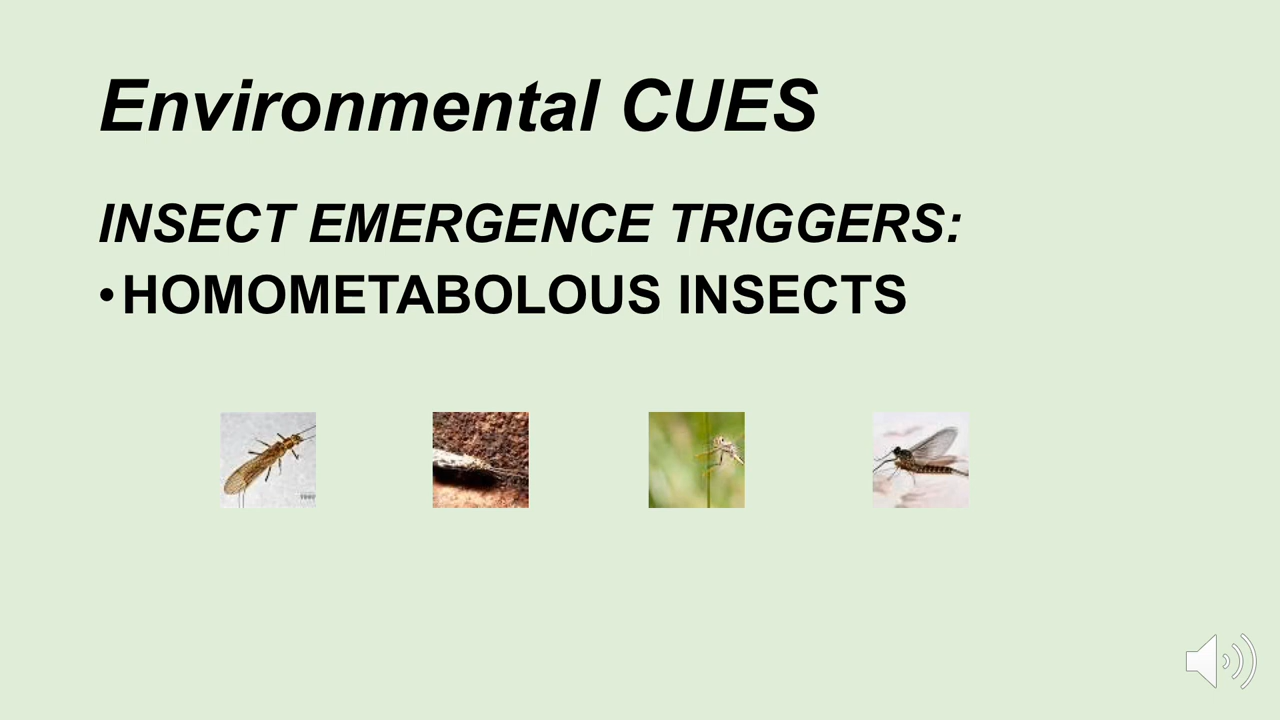 Environmental CUES
INSECT EMERGENCE TRIGGERS:
•HOMOMETABOLOUS INSECTS